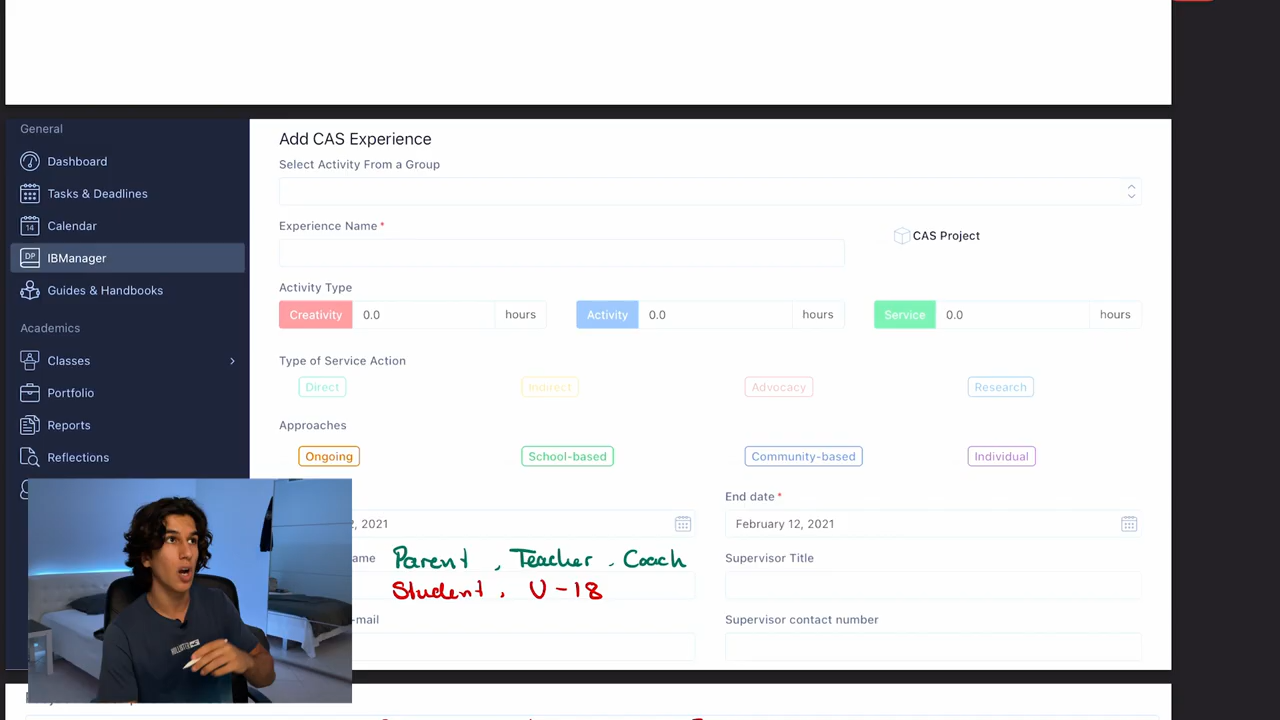 General
Dashboard
Tasks & Deadlines
14 Calendar
DP IBManager
Guides & Handbooks
Academics
Classes
Portfolio
Reports
Reflections
Add CAS Experience
Select Activity From a Group
Experience Name *
CAS Project
Activity Type
Creativity 0.0 hours Activity 0.0 hours Service 0.0 hours
Type of Service Action
Direct Indirect Advocacy Research
Approaches
Ongoing School-based Community-based Individual
End date *
2, 2021 February 12, 2021
ame Parent, Teacher, Coach Supervisor Title
Student, U-18
-mail Supervisor contact number
HOLLISTER